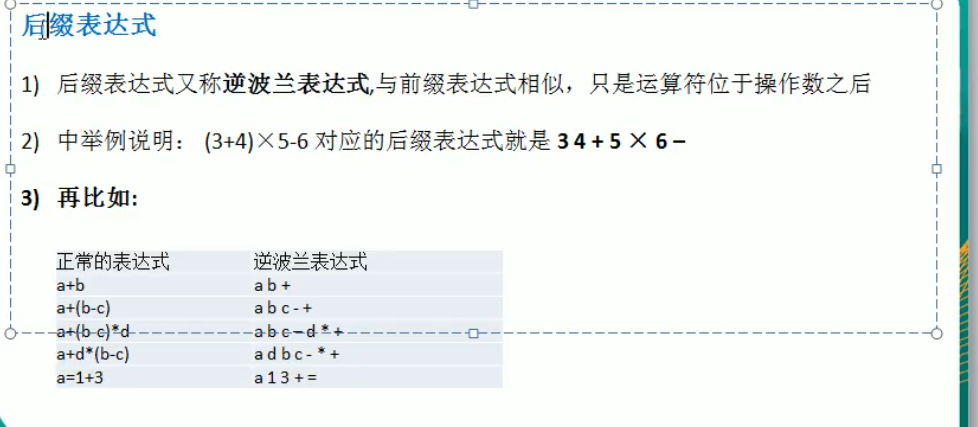 后缀表达式
1) 后缀表达式又称逆波兰表达式,与前缀表达式相似，只是运算符位于操作数之后
2) 中举例说明： (3+4)×5-6 对应的后缀表达式就是 3 4 + 5 × 6 –
3) 再比如:
正常的表达式 逆波兰表达式
a+b a b +
a+(b-c) a b c - +
a+(b-c)*d a b c – d * +
a+d*(b-c) a d b c - * +
a=1+3 a 1 3 + =